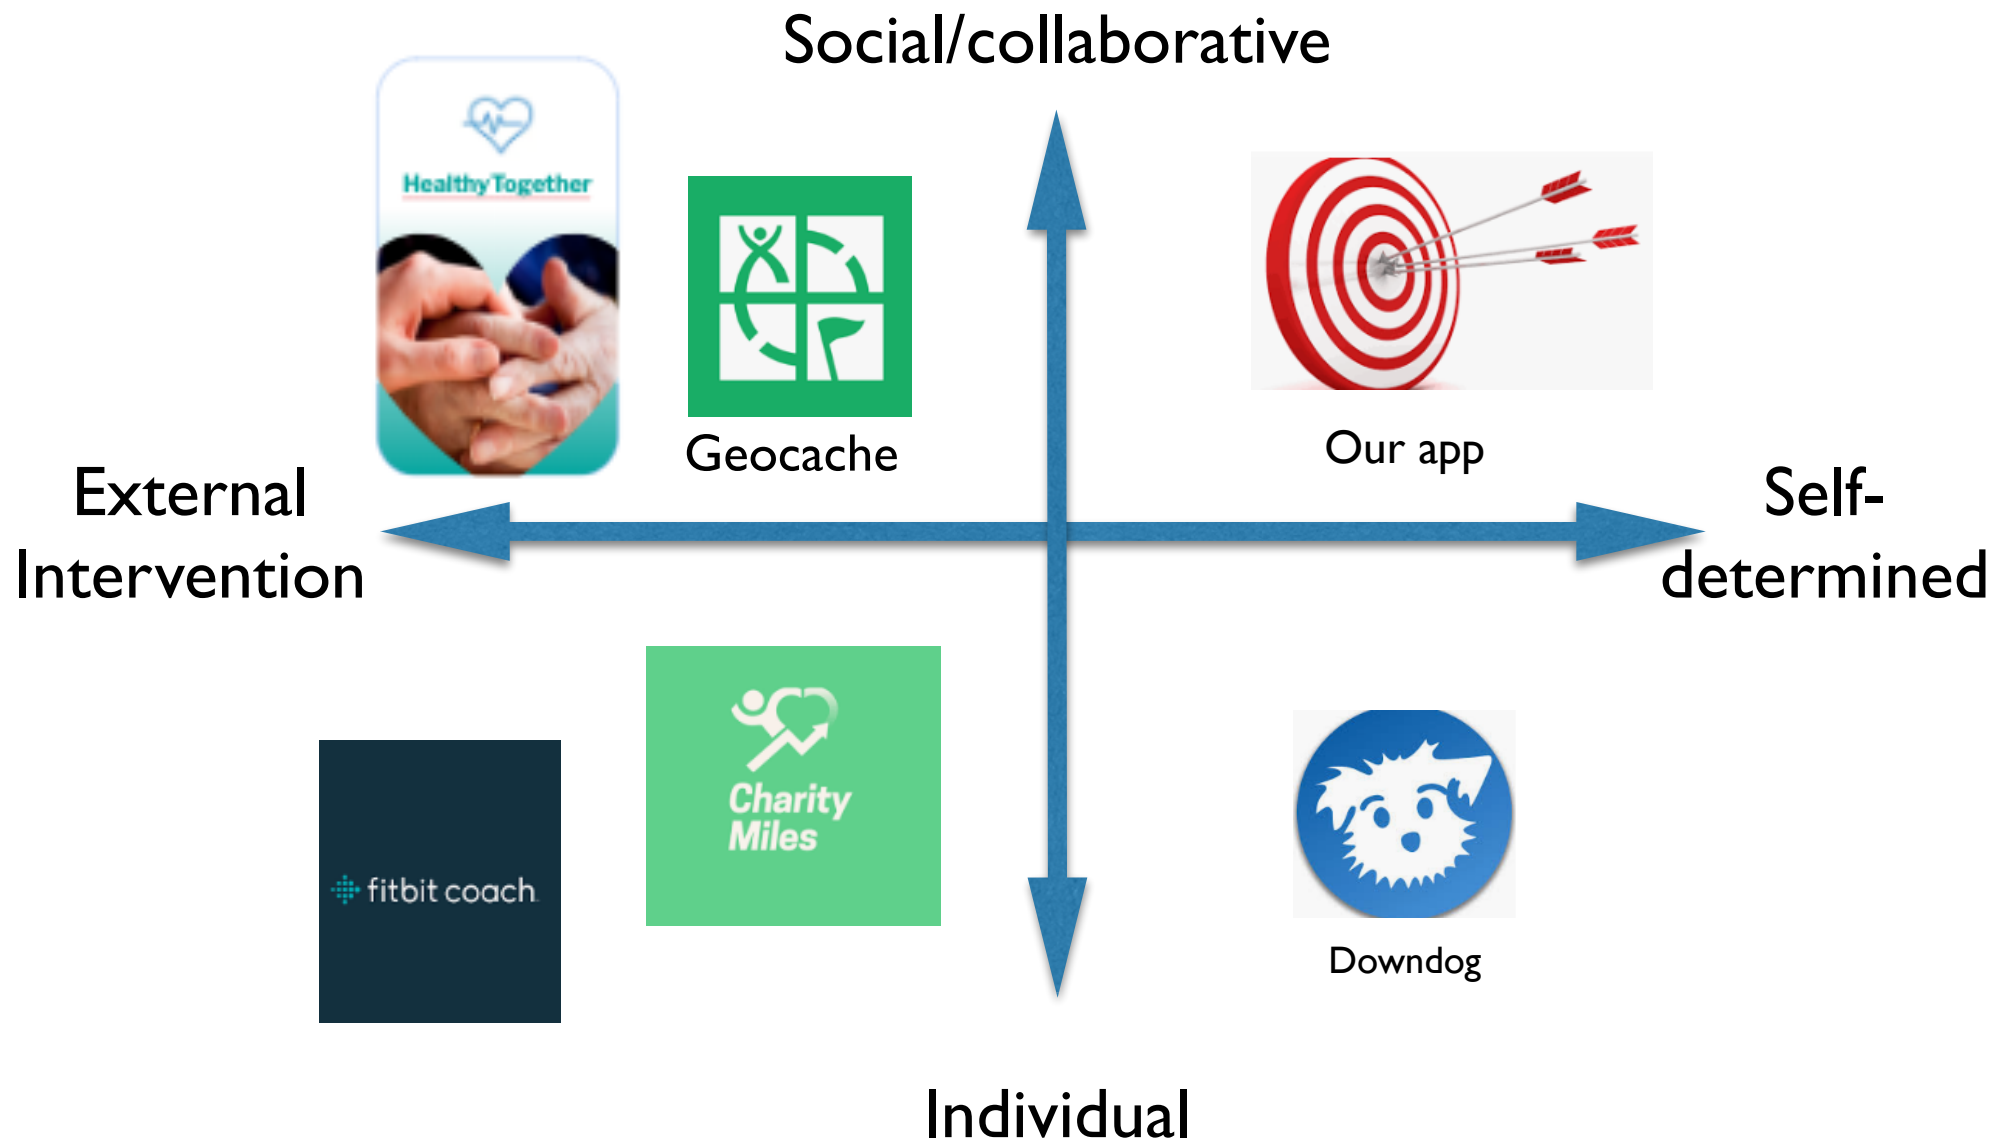 Social/collaborative
HealthyTogether
Geocache
Our app
External
Intervention
Self-
determined
Charity
Miles
fitbit coach
Downdog
Individual